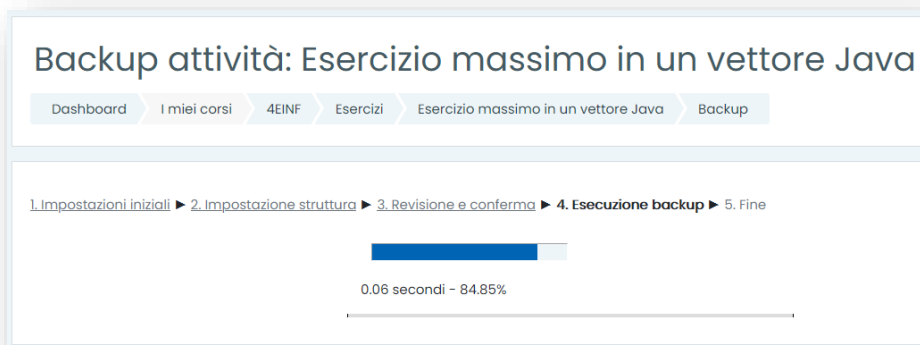 Backup attività: Esercizio massimo in un vettore Java
Dashboard I miei corsi 4EINF Esercizi Esercizio massimo in un vettore Java Backup
1. Impostazioni iniziali ► 2. Impostazione struttura ► 3. Revisione e conferma ► 4. Esecuzione backup ► 5. Fine
0.06 secondi - 84.85%